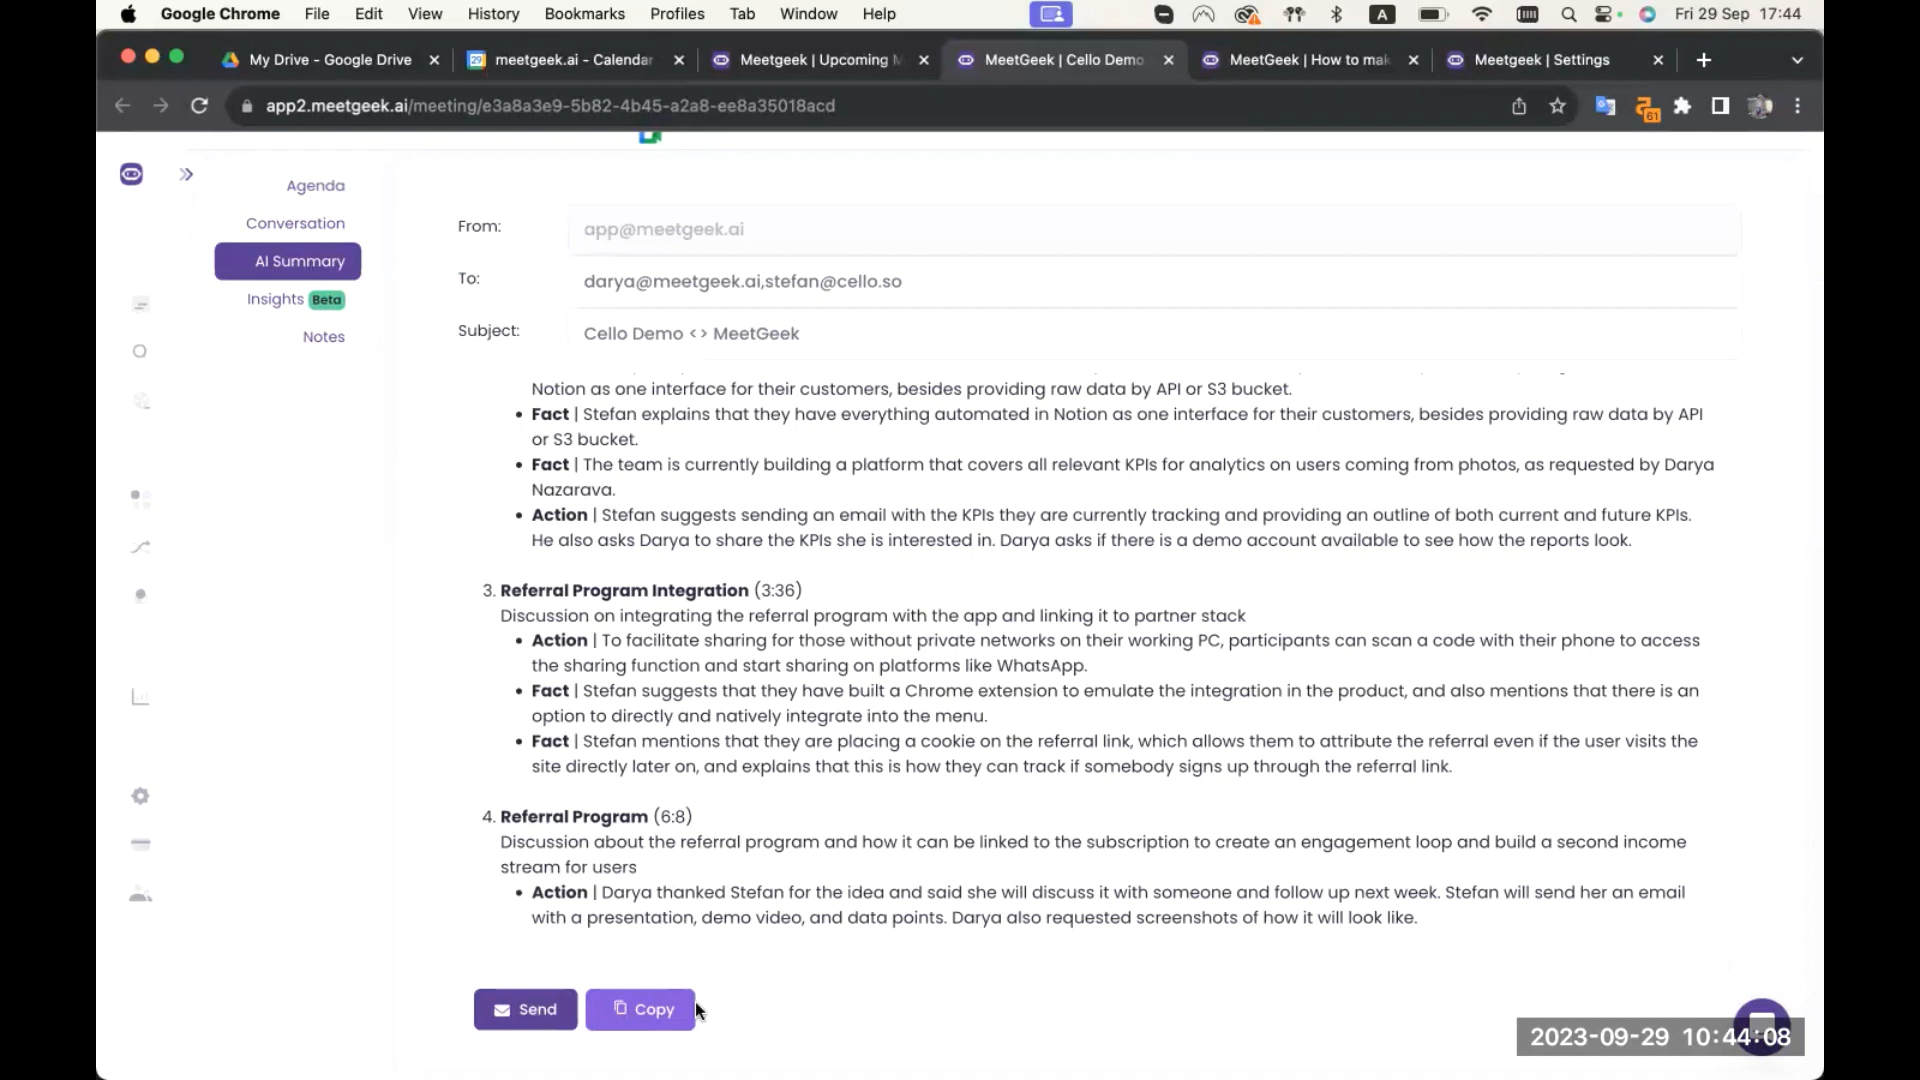 Google Chrome File Edit View History Bookmarks Profiles Tab Window Help A Fri 29 Sep 17:44
My Drive - Google Drive 29 meetgeek.ai - Calendar Meetgeek | Upcoming M MeetGeek | Cello Demo MeetGeek | How to mak Meetgeek | Settings
app2.meetgeek.ai/meeting/e3a8a3e9-5b82-4b45-a2a8-ee8a35018acd 61
Agenda
Conversation
AI Summary
Insights Beta
Notes
From: app@meetgeek.ai
To: darya@meetgeek.ai,stefan@cello.so
Subject: Cello Demo <> MeetGeek
Notion as one interface for their customers, besides providing raw data by API or S3 bucket.
• Fact | Stefan explains that they have everything automated in Notion as one interface for their customers, besides providing raw data by API
or S3 bucket.
• Fact | The team is currently building a platform that covers all relevant KPIs for analytics on users coming from photos, as requested by Darya
Nazarava.
• Action | Stefan suggests sending an email with the KPIs they are currently tracking and providing an outline of both current and future KPIs.
He also asks Darya to share the KPIs she is interested in. Darya asks if there is a demo account available to see how the reports look.
3. Referral Program Integration (3:36)
Discussion on integrating the referral program with the app and linking it to partner stack
• Action | To facilitate sharing for those without private networks on their working PC, participants can scan a code with their phone to access
the sharing function and start sharing on platforms like WhatsApp.
• Fact | Stefan suggests that they have built a Chrome extension to emulate the integration in the product, and also mentions that there is an
option to directly and natively integrate into the menu.
• Fact | Stefan mentions that they are placing a cookie on the referral link, which allows them to attribute the referral even if the user visits the
site directly later on, and explains that this is how they can track if somebody signs up through the referral link.
4. Referral Program (6:8)
Discussion about the referral program and how it can be linked to the subscription to create an engagement loop and build a second income
stream for users
• Action | Darya thanked Stefan for the idea and said she will discuss it with someone and follow up next week. Stefan will send her an email
with a presentation, demo video, and data points. Darya also requested screenshots of how it will look like.
Send Copy
2023-09-29 10:44:08